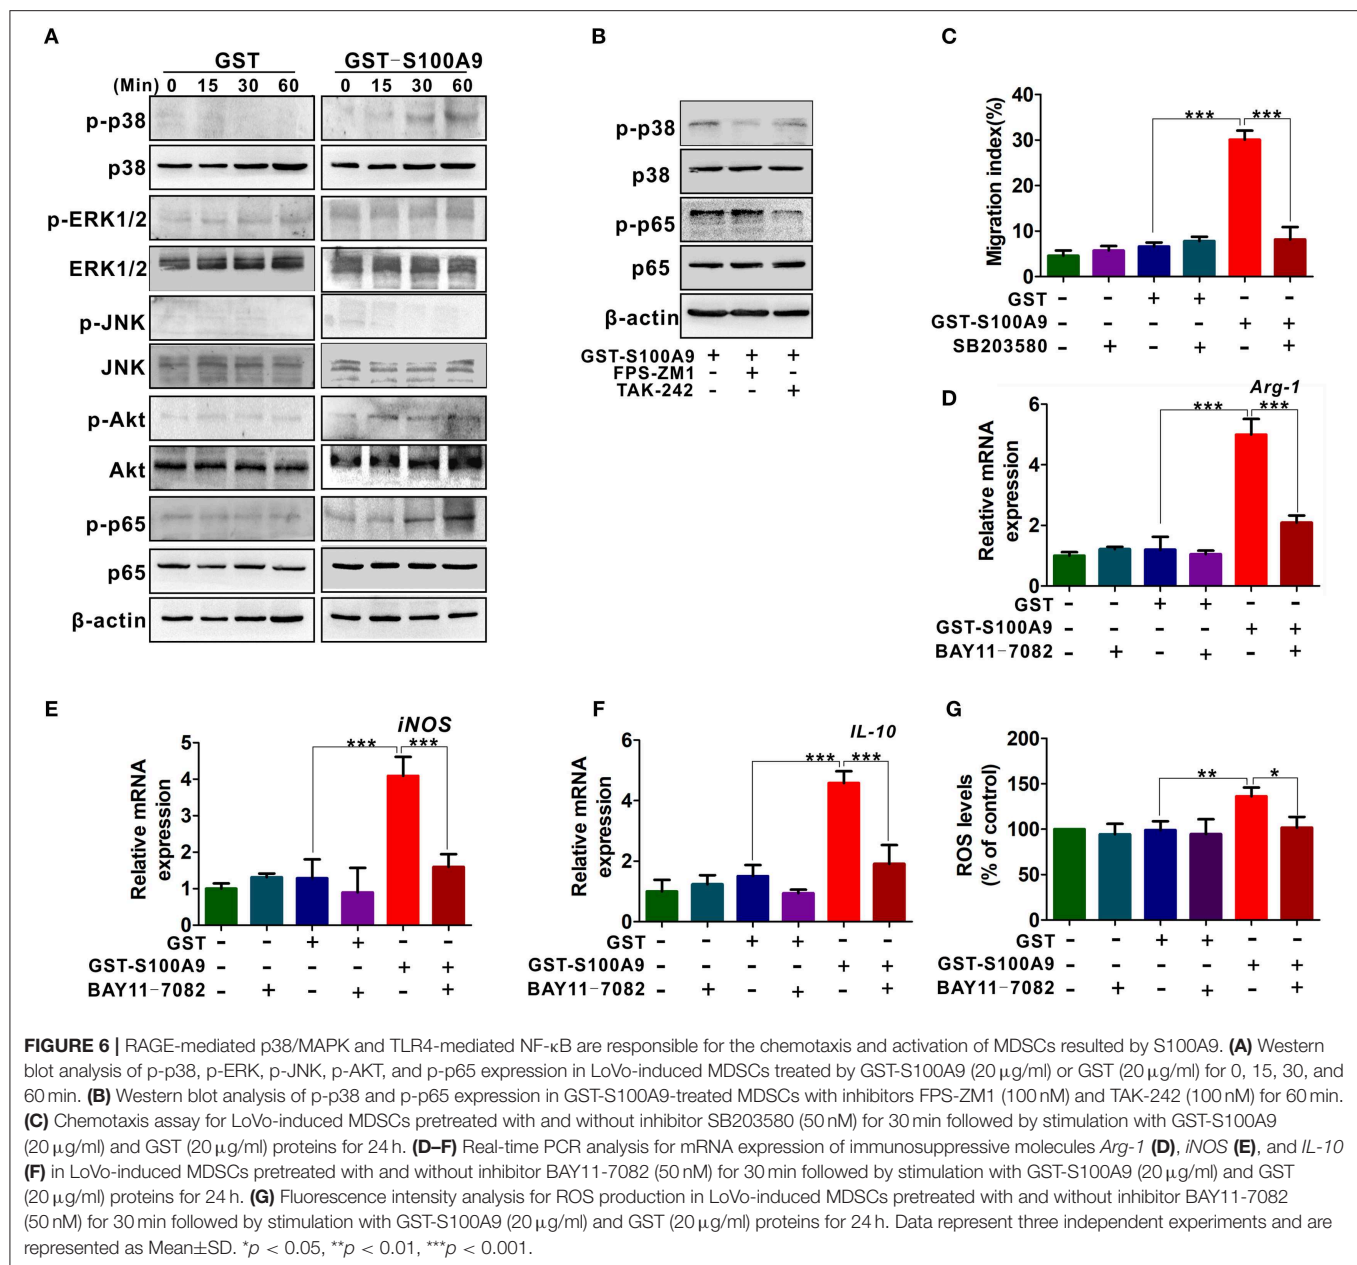 A
GST GST-S100A9
(Min) 0 15 30 60 0 15 30 60
p-p38
p38
p-ERK1/2
ERK1/2
p-JNK
JNK
p-Akt
Akt
p-p65
p65
β-actin
B
p-p38
p38
p-p65
p65
β-actin
GST-S100A9 + + +
FPS-ZM1 - + -
TAK-242 - - +
C
Migration index(%)
40
30
20
10
0
*** ***
GST - - + + - -
GST-S100A9 - - - - + +
SB203580 - + - + - +
D
Arg-1
Relative mRNA
expression
6
4
2
0
*** ***
GST - - + + - -
GST-S100A9 - - - - + +
BAY11-7082 - + - + - +
E
iNOS
Relative mRNA
expression
5
4
3
2
1
0
*** ***
GST - - + + - -
GST-S100A9 - - - - + +
BAY11-7082 - + - + - +
F
IL-10
Relative mRNA
expression
6
4
2
0
*** ***
GST - - + + - -
GST-S100A9 - - - - + +
BAY11-7082 - + - + - +
G
ROS levels
(% of control)
200
150
100
50
0
** *
GST - - + + - -
GST-S100A9 - - - - + +
BAY11-7082 - + - + - +
FIGURE 6 | RAGE-mediated p38/MAPK and TLR4-mediated NF-κB are responsible for the chemotaxis and activation of MDSCs resulted by S100A9. (A) Western
blot analysis of p-p38, p-ERK, p-JNK, p-AKT, and p-p65 expression in LoVo-induced MDSCs treated by GST-S100A9 (20 μg/ml) or GST (20 μg/ml) for 0, 15, 30, and
60 min. (B) Western blot analysis of p-p38 and p-p65 expression in GST-S100A9-treated MDSCs with inhibitors FPS-ZM1 (100 nM) and TAK-242 (100 nM) for 60 min.
(C) Chemotaxis assay for LoVo-induced MDSCs pretreated with and without inhibitor SB203580 (50 nM) for 30 min followed by stimulation with GST-S100A9
(20 μg/ml) and GST (20 μg/ml) proteins for 24 h. (D–F) Real-time PCR analysis for mRNA expression of immunosuppressive molecules Arg-1 (D), iNOS (E), and IL-10
(F) in LoVo-induced MDSCs pretreated with and without inhibitor BAY11-7082 (50 nM) for 30 min followed by stimulation with GST-S100A9 (20 μg/ml) and GST
(20 μg/ml) proteins for 24 h. (G) Fluorescence intensity analysis for ROS production in LoVo-induced MDSCs pretreated with and without inhibitor BAY11-7082
(50 nM) for 30 min followed by stimulation with GST-S100A9 (20 μg/ml) and GST (20 μg/ml) proteins for 24 h. Data represent three independent experiments and are
represented as Mean±SD. *p < 0.05, **p < 0.01, ***p < 0.001.